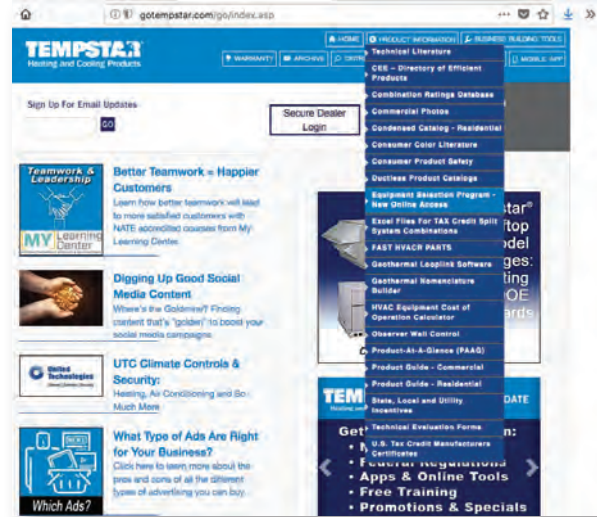 gotempstar.com/go/index.asp
TEMPSTAR
Heating and Cooling Products
HOME
PRODUCT INFORMATION
BUSINESS BUILDING TOOLS
WARRANTY
ARCHIVE
MOBILE APP
Sign Up For Email Updates
GO
Secure Dealer
Login
Technical Literature
CEE – Directory of Efficient
Products
Combination Ratings Database
Commercial Photos
Condensed Catalog - Residential
Consumer Color Literature
Consumer Product Safety
Ductless Product Catalogs
Equipment Selection Program -
New Online Access
Excel Files For TAX Credit Split
System Combinations
FAST HVACR PARTS
Geothermal Looplink Software
Geothermal Nomenclature
Builder
HVAC Equipment Cost of
Operation Calculator
Observer Wall Control
Product-At-A-Glance (PAAG)
Product Guide - Commercial
Product Guide - Residential
State, Local and Utility
Incentives
Technical Evaluation Forms
U.S. Tax Credit Manufacturers
Certificates
Teamwork &
Leadership
MY Learning
Center
Better Teamwork = Happier
Customers
Learn how better teamwork will lead
to more satisfied customers with
NATE accredited courses from My
Learning Center.
Digging Up Good Social
Media Content
Where's the Goldmine? Finding
content that's "golden" to boost your
social media campaigns.
United
Technologies
UTC Climate Controls &
Security:
Heating, Air Conditioning and So
Much More
Which Ads?
What Type of Ads Are Right
for Your Business?
Click here to learn more about the
pros and cons of all the different
types of advertising you can buy.
star®
ftop
odel
ges:
ting
DOE
ards
TEM
DATE
Get
n:
• Federal Regulations
• Apps & Online Tools
• Free Training
• Promotions & Specials